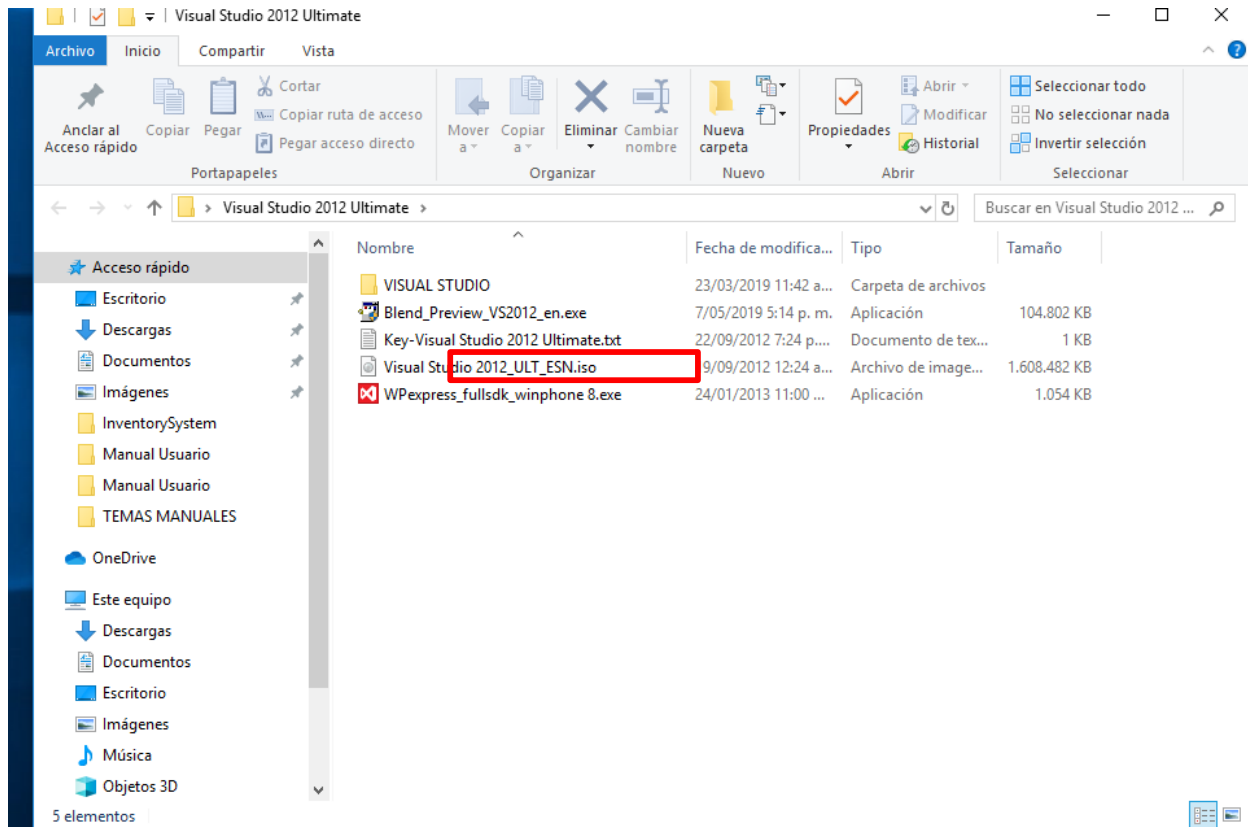 Visual Studio 2012 Ultimate
Archivo Inicio Compartir Vista
Anclar al Acceso rápido
Copiar
Pegar
Cortar
Copiar ruta de acceso
Pegar acceso directo
Portapapeles
Mover a
Copiar a
Eliminar
Cambiar nombre
Organizar
Nueva carpeta
Nuevo
Propiedades
Abrir
Modificar
Historial
Abrir
Seleccionar todo
No seleccionar nada
Invertir selección
Seleccionar
Visual Studio 2012 Ultimate
Buscar en Visual Studio 2012 ...
Acceso rápido
Escritorio
Descargas
Documentos
Imágenes
InventorySystem
Manual Usuario
Manual Usuario
TEMAS MANUALES
OneDrive
Este equipo
Descargas
Documentos
Escritorio
Imágenes
Música
Objetos 3D
Nombre Fecha de modifica... Tipo Tamaño
VISUAL STUDIO 23/03/2019 11:42 a... Carpeta de archivos
Blend_Preview_VS2012_en.exe 7/05/2019 5:14 p. m. Aplicación 104.802 KB
Key-Visual Studio 2012 Ultimate.txt 22/09/2012 7:24 p.... Documento de tex... 1 KB
Visual Studio 2012_ULT_ESN.iso 9/09/2012 12:24 a... Archivo de image... 1.608.482 KB
WPexpress_fullsdk_winphone 8.exe 24/01/2013 11:00 ... Aplicación 1.054 KB
5 elementos